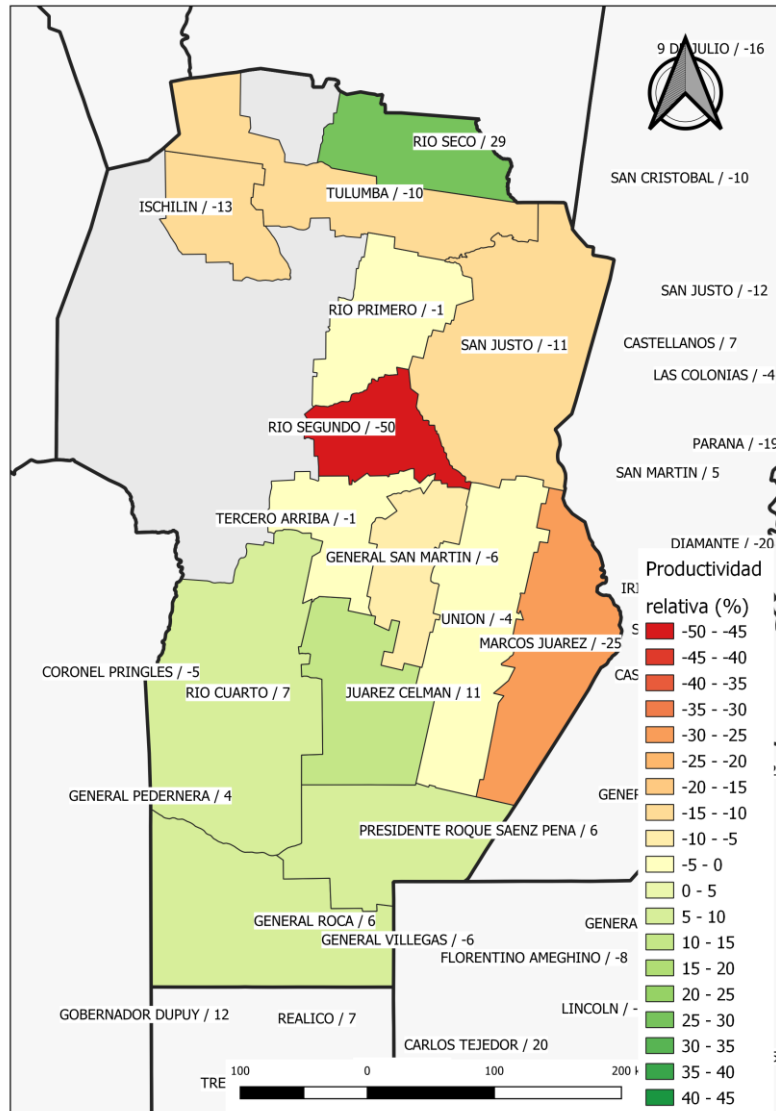 9 DE JULIO / -16
RIO SECO / 29
SAN CRISTOBAL / -10
TULUMBA / -10
ISCHILIN / -13
SAN JUSTO / -12
RIO PRIMERO / -1
SAN JUSTO / -11
CASTELLANOS / 7
LAS COLONIAS / -4
RIO SEGUNDO / -50
PARANA / -19
SAN MARTIN / 5
TERCERO ARRIBA / -1
DIAMANTE / -20
GENERAL SAN MARTIN / -6
UNION / -4
MARCOS JUAREZ / -25
CORONEL PRINGLES / -5
RIO CUARTO / 7
JUAREZ CELMAN / 11
GENERAL PEDERNERA / 4
PRESIDENTE ROQUE SAENZ PENA / 6
GENERAL ROCA / 6
GENERAL VILLEGAS / -6
FLORENTINO AMEGHINO / -8
LINCOLN / -
GOBERNADOR DUPUY / 12
REALICO / 7
CARLOS TEJEDOR / 20
Productividad
relativa (%)
-50 - -45
-45 - -40
-40 - -35
-35 - -30
-30 - -25
-25 - -20
-20 - -15
-15 - -10
-10 - -5
-5 - 0
0 - 5
5 - 10
10 - 15
15 - 20
20 - 25
25 - 30
30 - 35
35 - 40
40 - 45
100 0 100 200